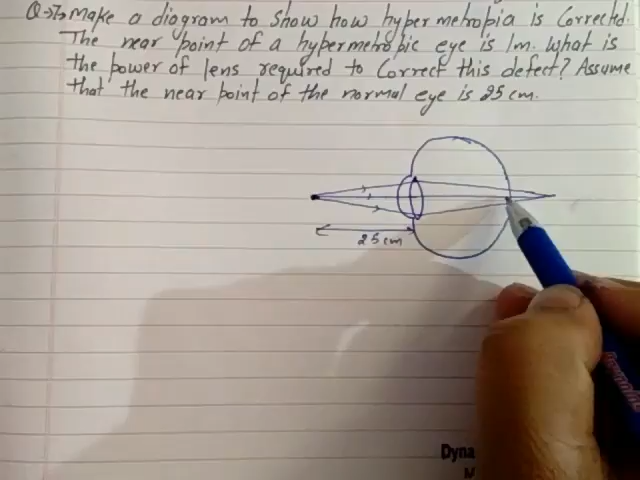 Q→7 Make a diagram to show how hypermetropia is corrected.
The near point of a hypermetropic eye is 1m. What is
the power of lens required to correct this defect? Assume
that the near point of the normal eye is 25 cm.
25 cm
Dyna